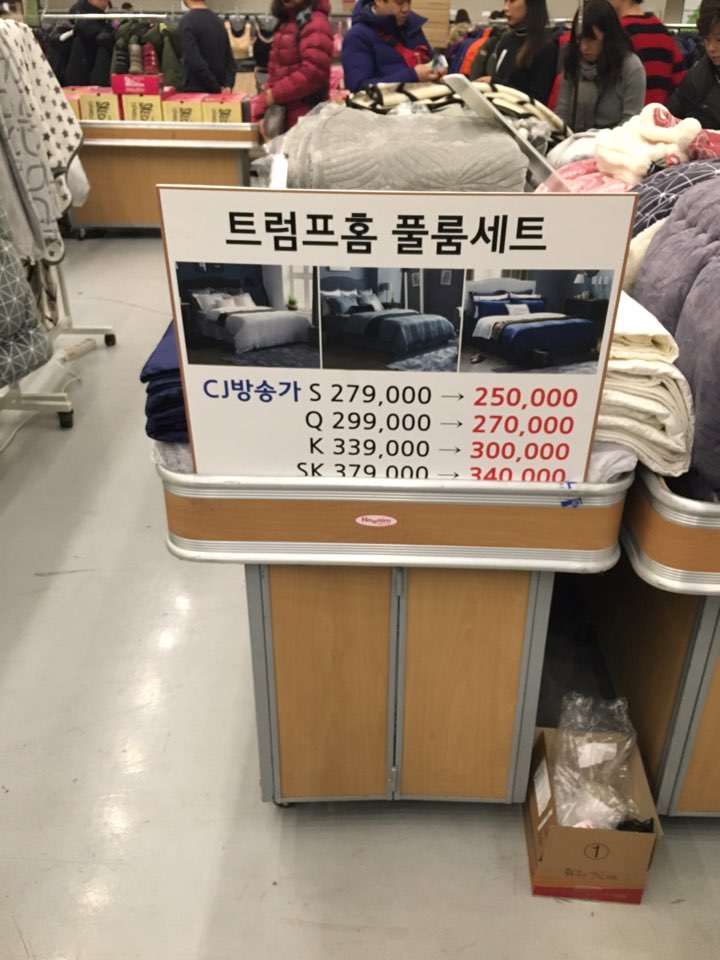 트럼프홈 풀룸세트
CJ방송가 S 279,000 → 250,000
Q 299,000 → 270,000
K 339,000 → 300,000
SK 379,000 → 340,000
①